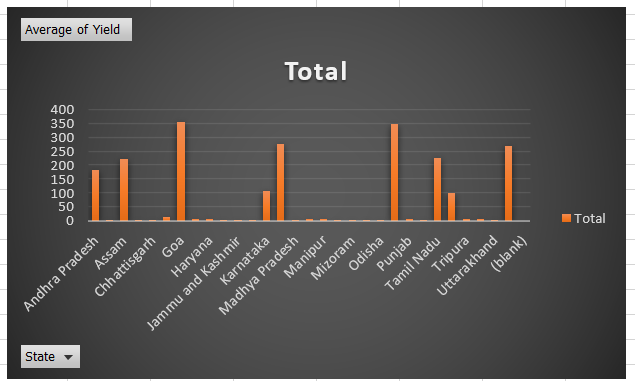 Average of Yield
Total
400
350
300
250
200
150
100
50
0
Andhra Pradesh
Assam
Chhattisgarh
Goa
Haryana
Jammu and Kashmir
Karnataka
Madhya Pradesh
Manipur
Mizoram
Odisha
Punjab
Tamil Nadu
Tripura
Uttarakhand
(blank)
Total
State